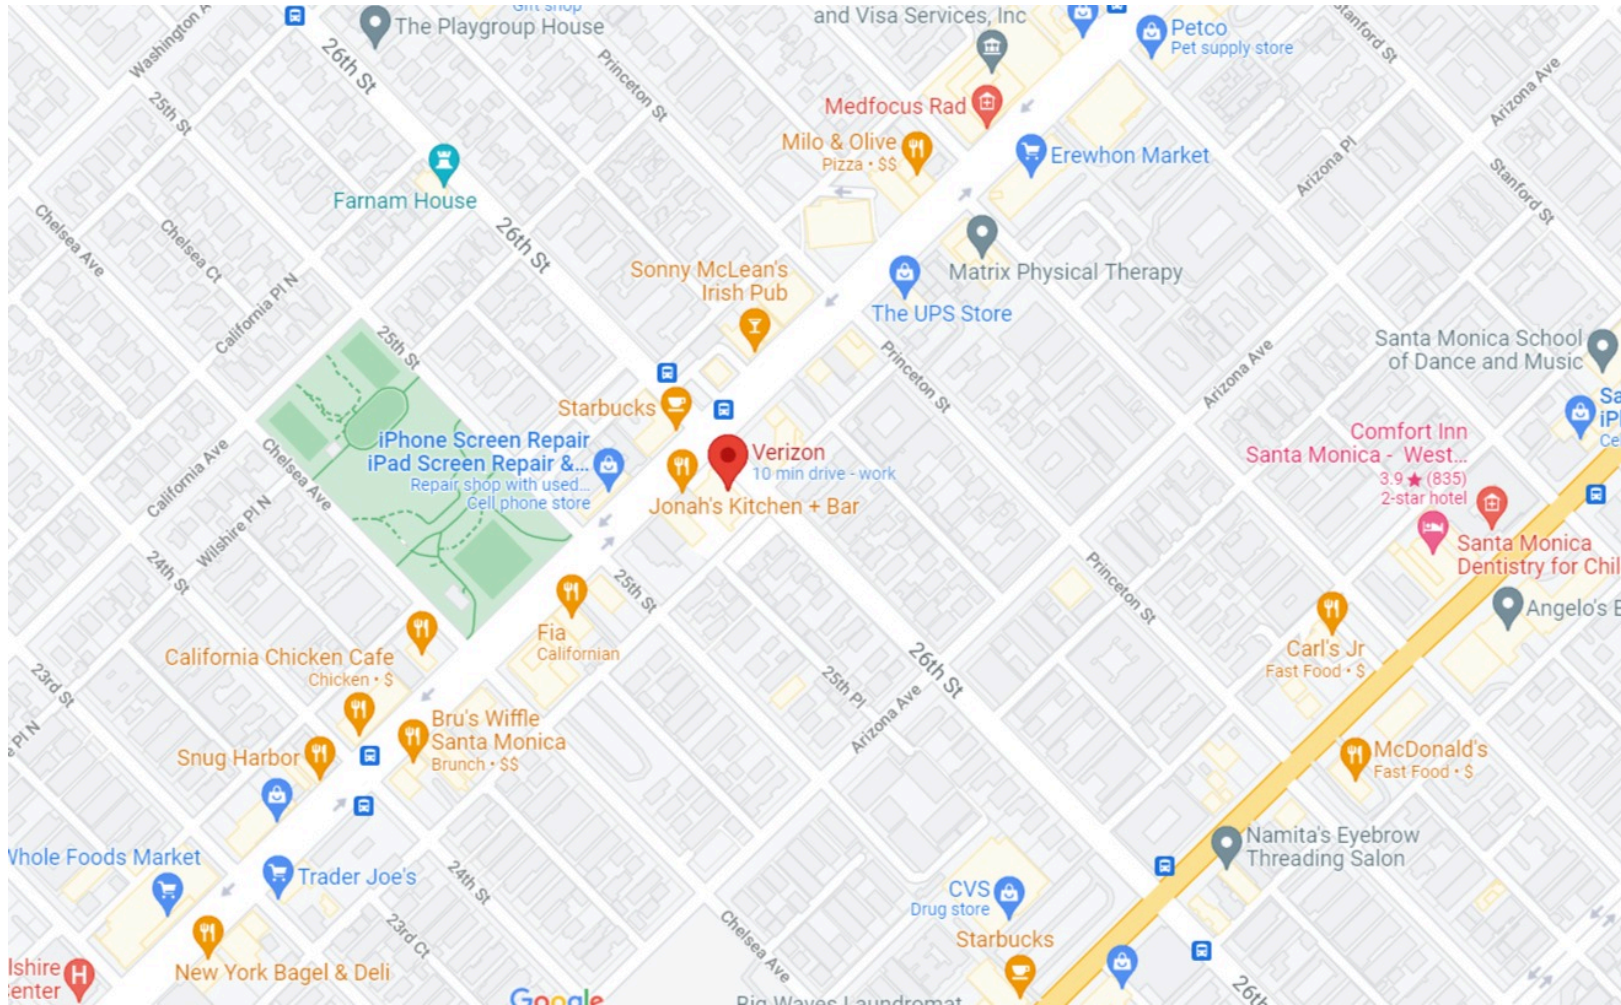 Gift shop
The Playgroup House
and Visa Services, Inc
Petco
Pet supply store
Stanford St
Washington Av
26th St
Princeton St
Arizona Ave
25th St
Medfocus Rad
Milo & Olive
Pizza • $$
Erewhon Market
Arizona Pl
Stanford St
Farnam House
26th St
Chelsea Ave
Chelsea Ct
California Pl N
Matrix Physical Therapy
Sonny McLean's
Irish Pub
The UPS Store
25th St
Princeton St
Arizona Ave
Santa Monica School
of Dance and Music
Starbucks
Sa
iP
Ce
iPhone Screen Repair
iPad Screen Repair &...
Repair shop with used...
Cell phone store
Verizon
10 min drive - work
Jonah's Kitchen + Bar
Comfort Inn
Santa Monica - West...
3.9 ★ (835)
2-star hotel
California Ave
Chelsea Ave
Wilshire Pl N
24th St
25th St
Princeton St
Santa Monica
Dentistry for Chil
Angelo's B
Fia
Californian
California Chicken Cafe
Chicken • $
Carl's Jr
Fast Food • $
23rd St
e Pl N
26th St
25th Pl
Arizona Ave
Bru's Wiffle
Santa Monica
Brunch • $$
Snug Harbor
McDonald's
Fast Food • $
Namita's Eyebrow
Threading Salon
Whole Foods Market
Trader Joe's
24th St
23rd Ct
CVS
Drug store
Starbucks
Chelsea Ave
New York Bagel & Deli
lshire
enter
H
Google
Big Waves Laundromat
26th